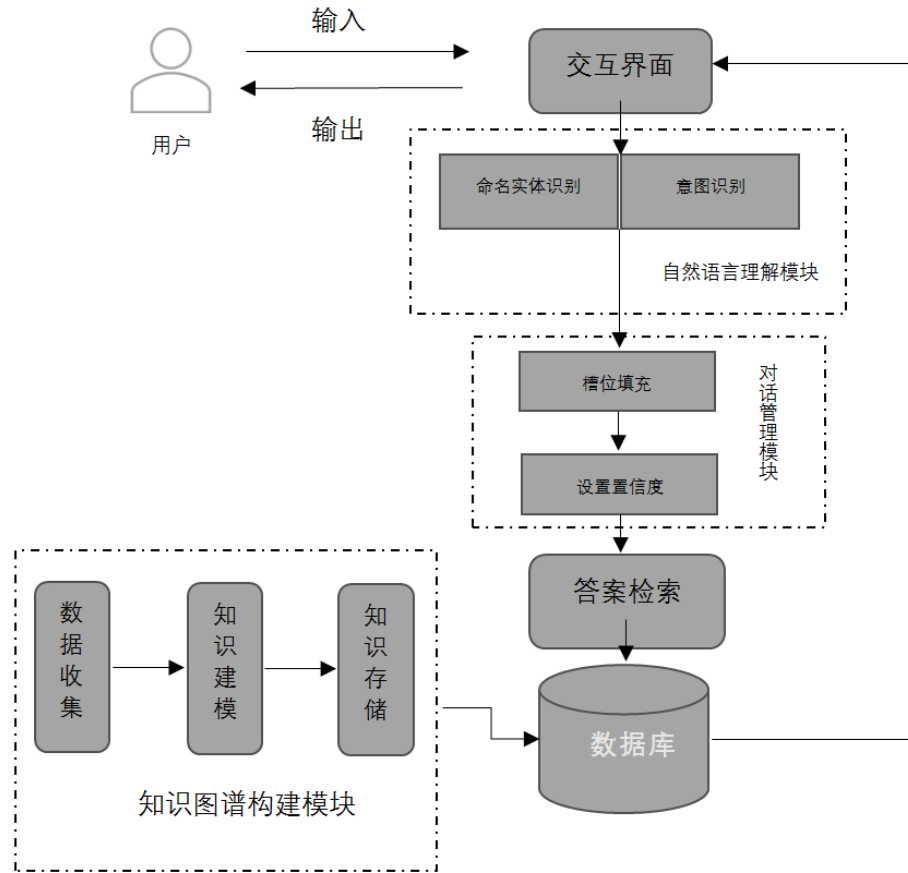 输入
交互界面
输出
用户
命名实体识别
意图识别
自然语言理解模块
槽位填充
对话管理模块
设置置信度
答案检索
数据收集
知识建模
知识存储
数据库
知识图谱构建模块